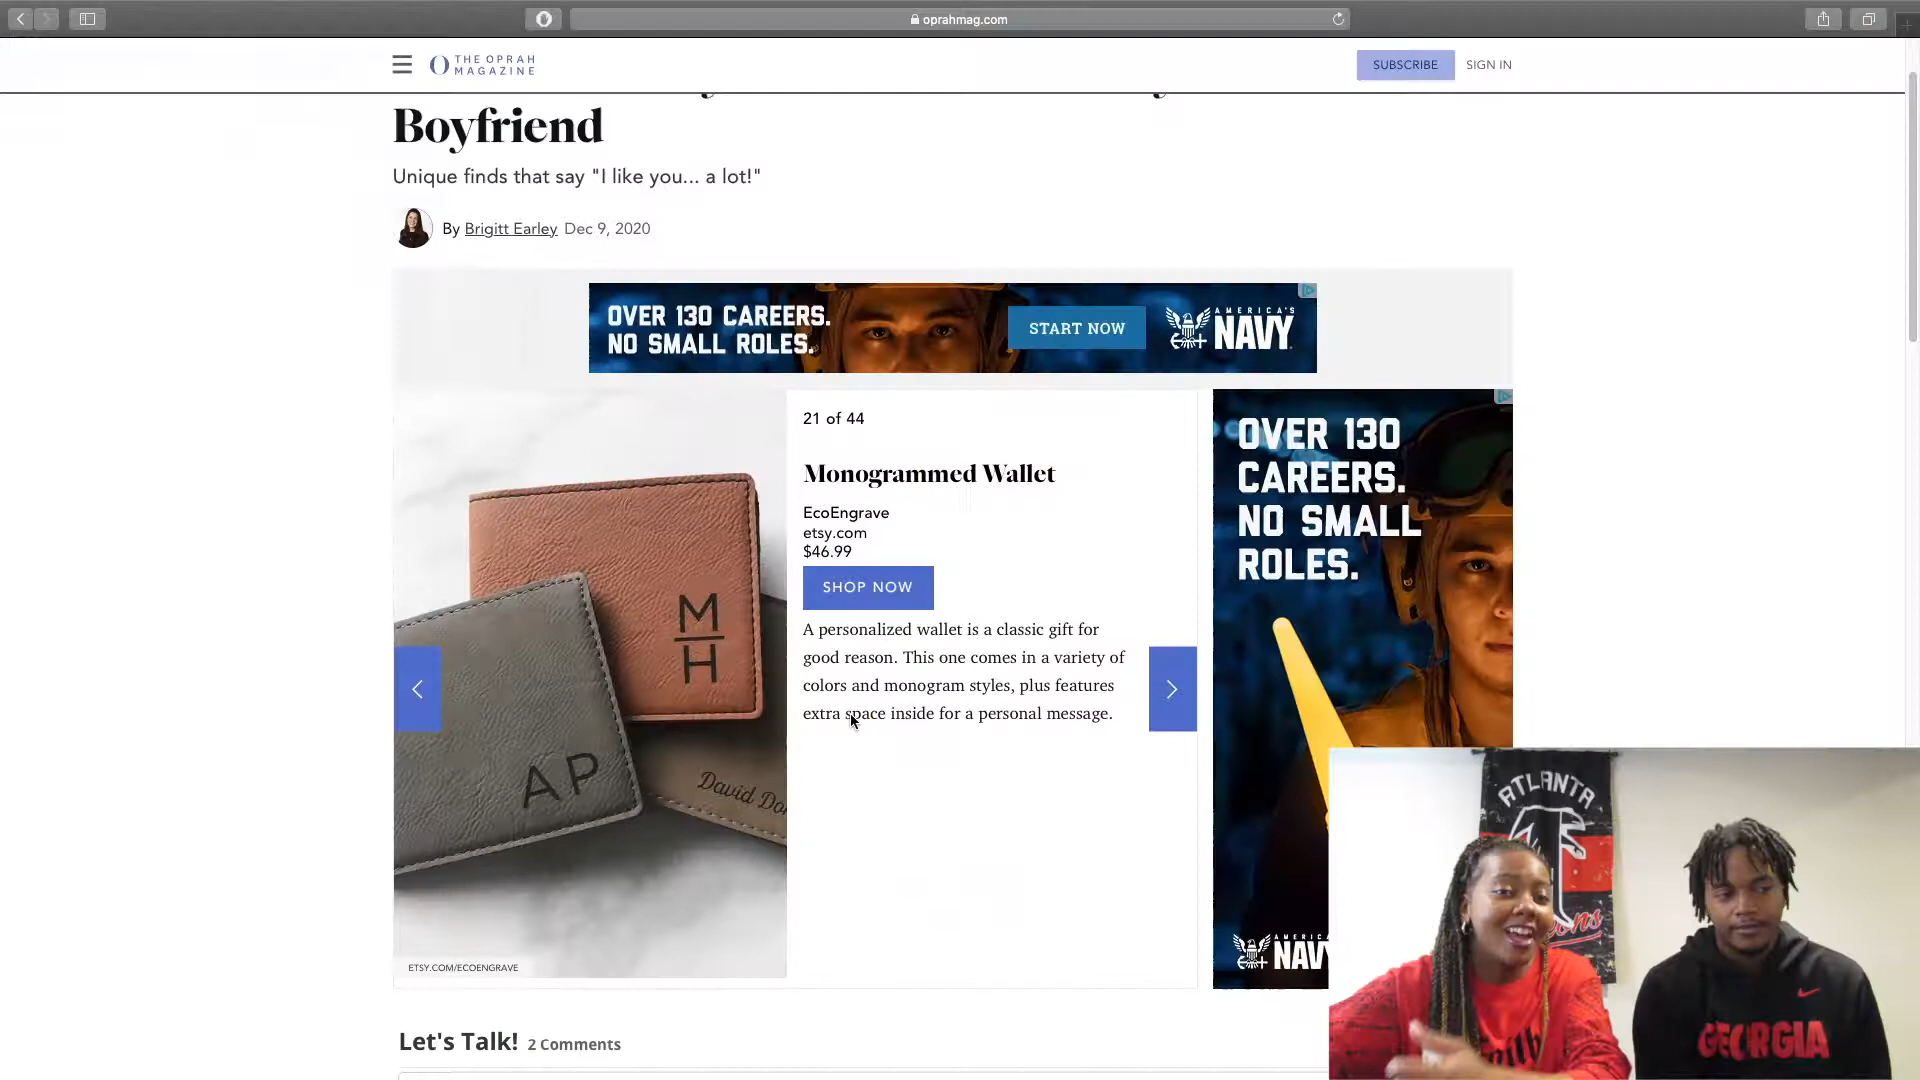 oprahmag.com
THE OPRAH
MAGAZINE
SUBSCRIBE
SIGN IN
Boyfriend
Unique finds that say "I like you... a lot!"
By Brigitt Earley Dec 9, 2020
OVER 130 CAREERS.
NO SMALL ROLES.
START NOW
AMERICA'S
NAVY
21 of 44
Monogrammed Wallet
EcoEngrave
etsy.com
$46.99
SHOP NOW
A personalized wallet is a classic gift for
good reason. This one comes in a variety of
colors and monogram styles, plus features
extra space inside for a personal message.
M
H
AP
David Do
ETSY.COM/ECOENGRAVE
OVER 130
CAREERS.
NO SMALL
ROLES.
NAVY
ATLANTA
GEORGIA
Let's Talk! 2 Comments